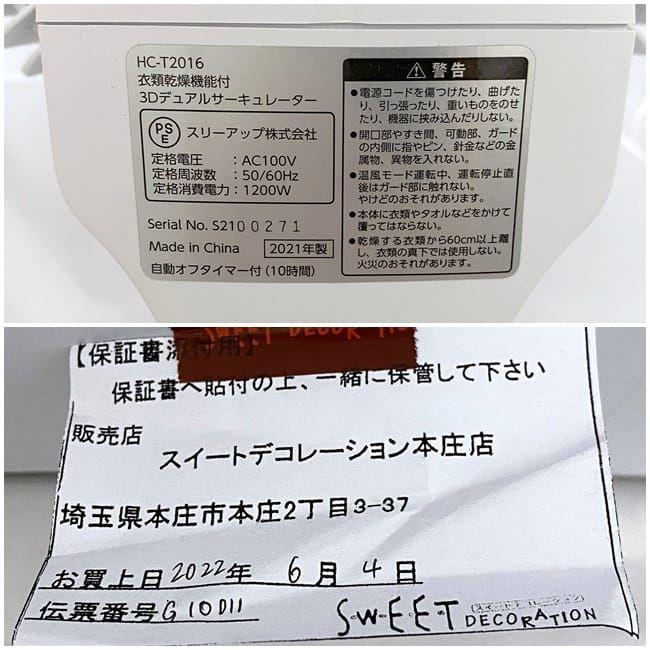 HC-T2016
衣類乾燥機能付
3Dデュアルサーキュレーター
PS
E
スリーアップ株式会社
定格電圧 : AC100V
定格周波数 : 50/60Hz
定格消費電力 : 1200W
Serial No. S2100271
Made in China 2021年製
自動オフタイマー付(10時間)
警告
●電源コードを傷つけたり、曲げた
り、引っ張ったり、重いものをのせ
たり、機器に挟み込んだりしない。
●開口部やすき間、可動部、ガード
の内側に指やピン、針金などの金
属物、異物を入れない。
●温風モード運転中、運転停止直
後はガード部に触れない。
やけどのおそれがあります。
●本体に衣類やタオルなどをかけて
覆ってはならない。
●乾燥する衣類から60cm以上離
し、衣類の真下では使用しない。
火災のおそれがあります。
SWEET DECOR
【保証書添付用】
保証書へ貼付の上、一緒に保管して下さい
販売店
スイートデコレーション本庄店
埼玉県本庄市本庄2丁目3-37
お買上日2022年 6月 4日
伝票番号G10D11
S・W・E・E・T DECORATION
スイートデコレーション